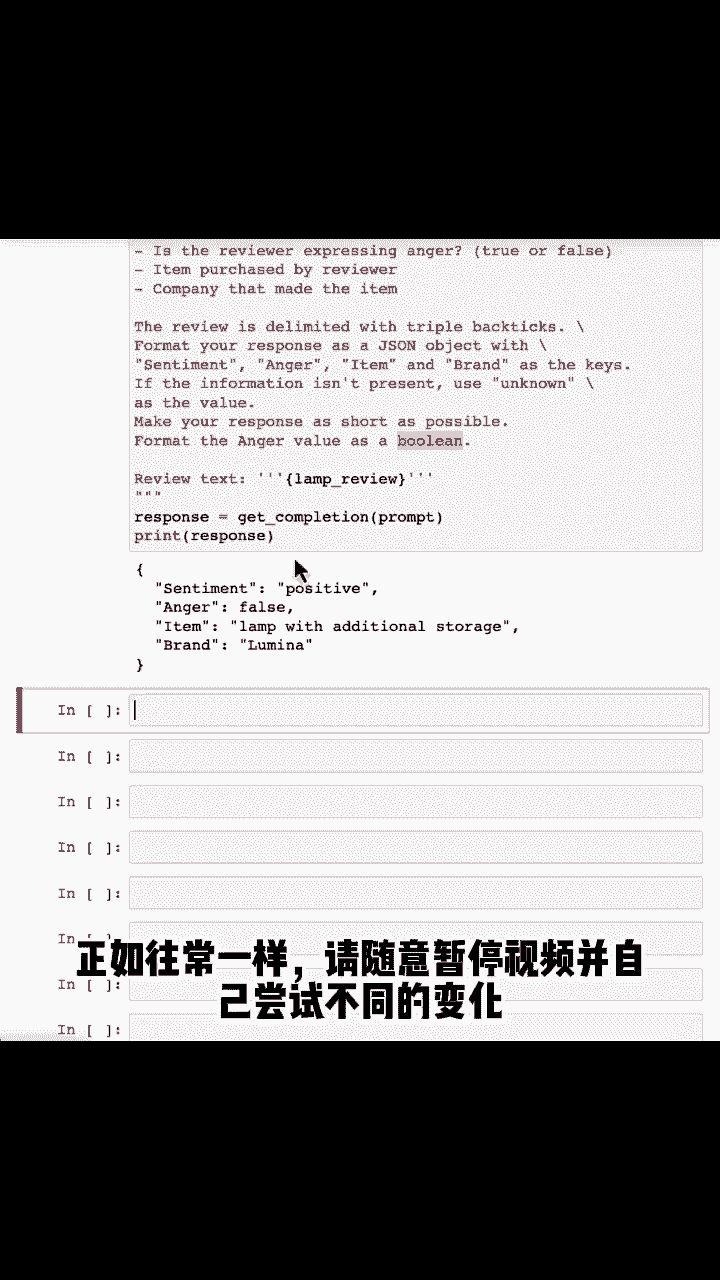 - Is the reviewer expressing anger? (true or false)
- Item purchased by reviewer
- Company that made the item
The review is delimited with triple backticks. \
Format your response as a JSON object with \
"Sentiment", "Anger", "Item" and "Brand" as the keys.
If the information isn't present, use "unknown" \
as the value.
Make your response as short as possible.
Format the Anger value as a boolean.
Review text: '''{lamp_review}'''
"""
response = get_completion(prompt)
print(response)
{
"Sentiment": "positive",
"Anger": false,
"Item": "lamp with additional storage",
"Brand": "Lumina"
}
In [ ]:
In [ ]:
In [ ]:
In [ ]:
In [ ]:
In [ ]:
正如往常一样，请随意暂停视频并自
In [ ]:
己尝试不同的变化
In [ ]: